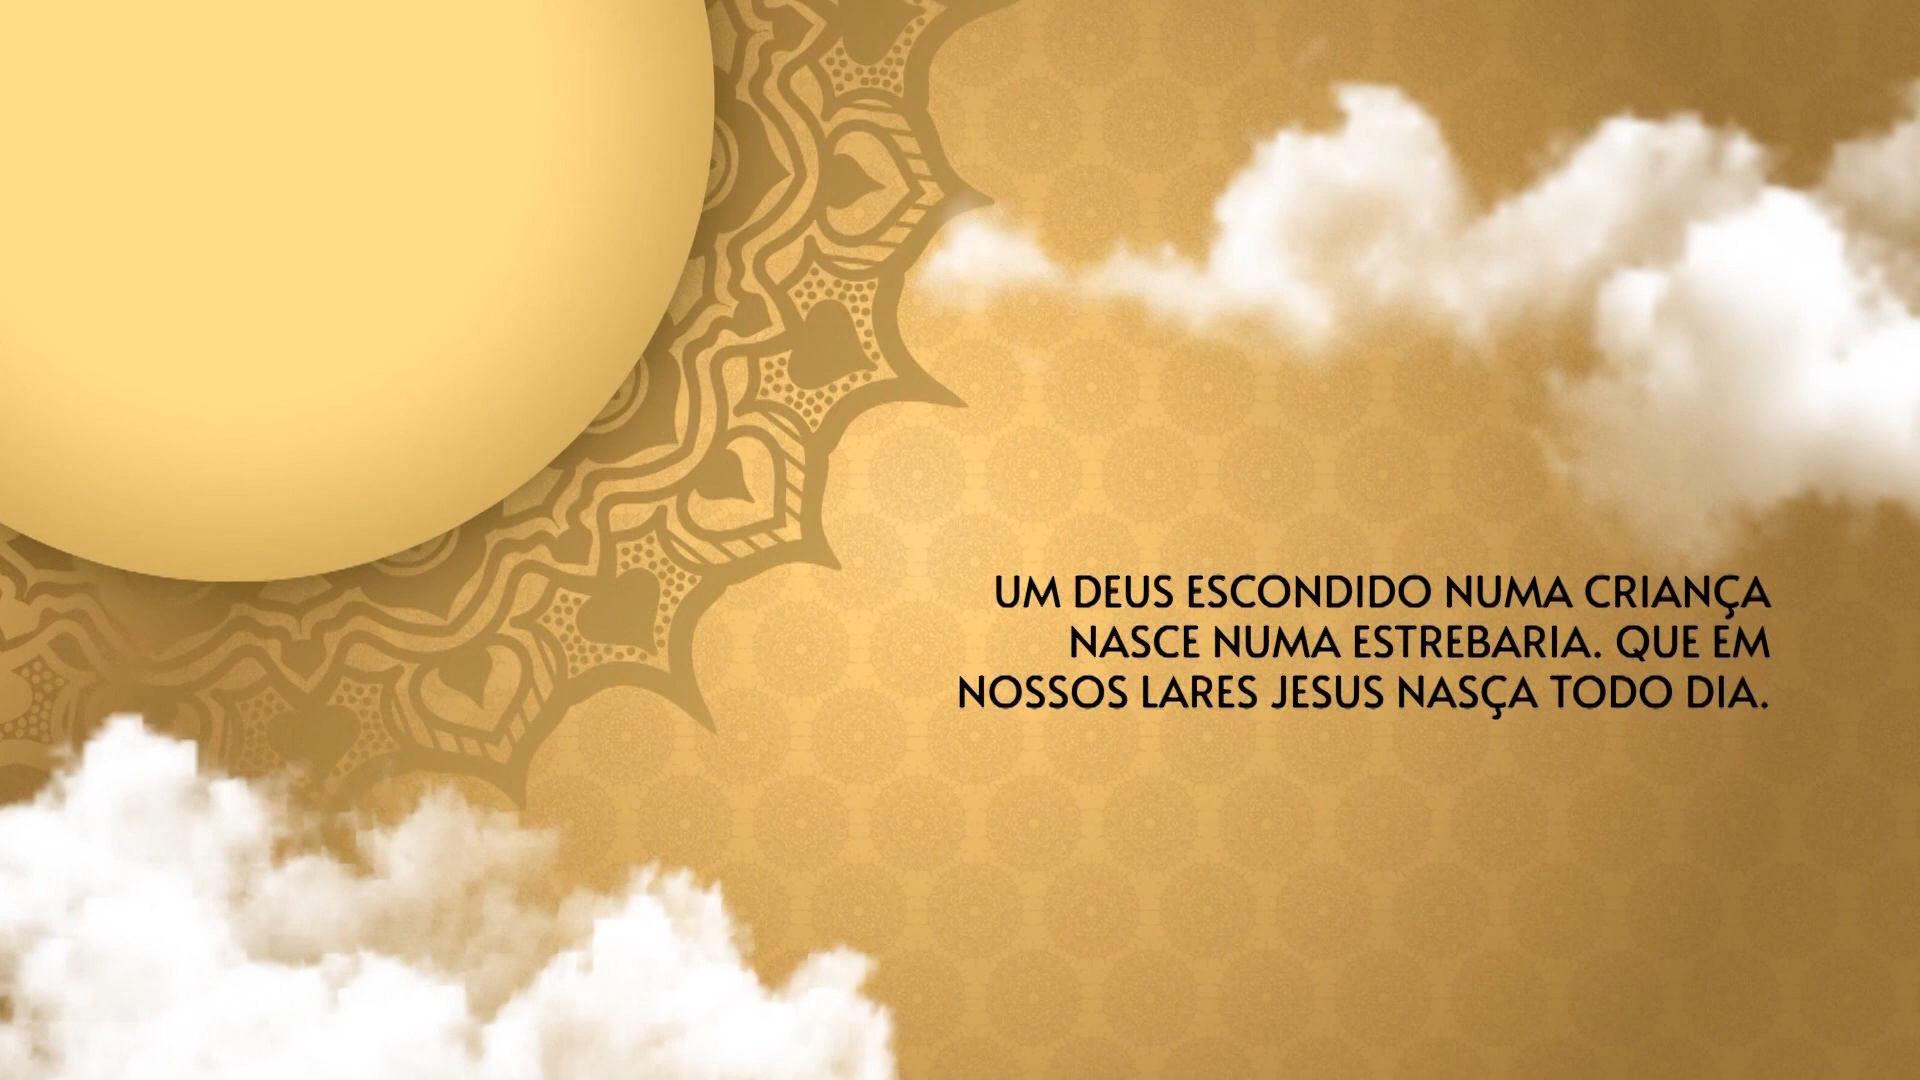 UM DEUS ESCONDIDO NUMA CRIANÇA
NASCE NUMA ESTREBARIA. QUE EM
NOSSOS LARES JESUS NASÇA TODO DIA.